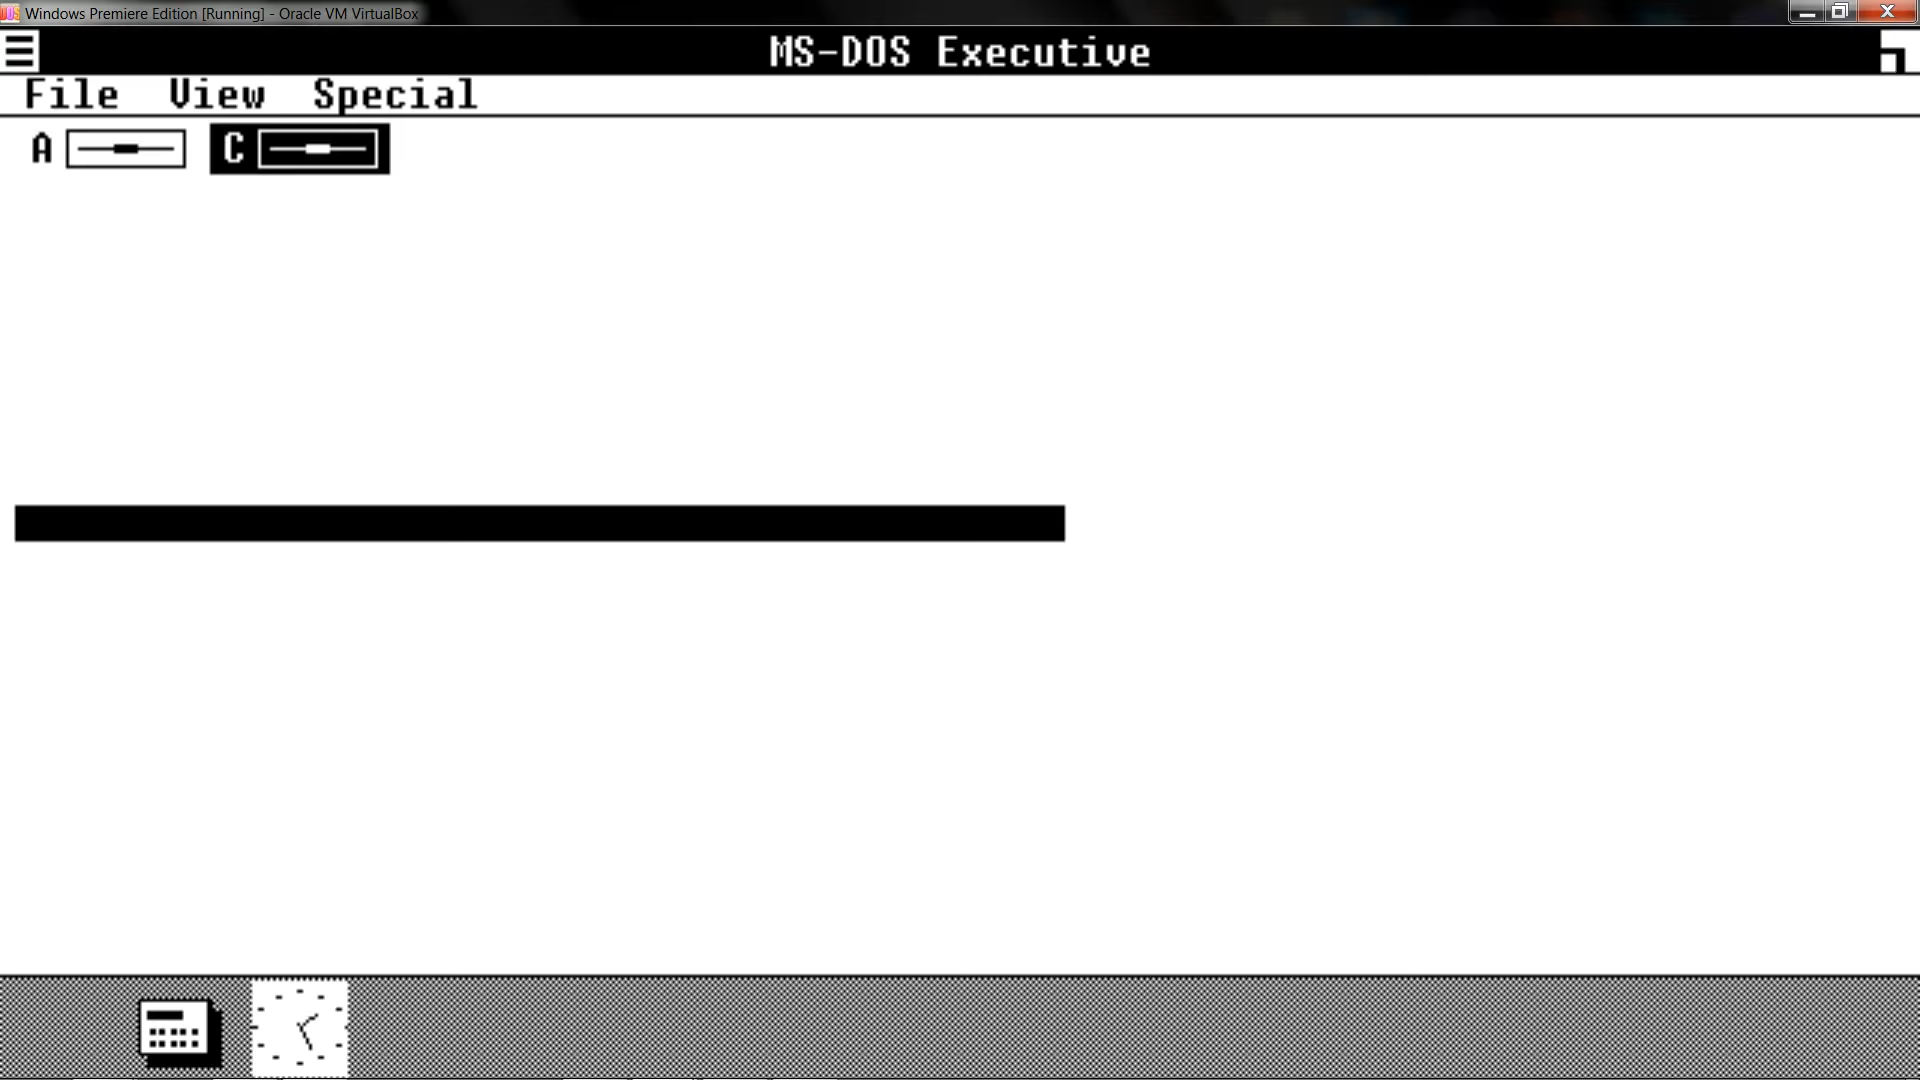 Windows Premiere Edition [Running] - Oracle VM VirtualBox
MS-DOS Executive
File View Special
A C